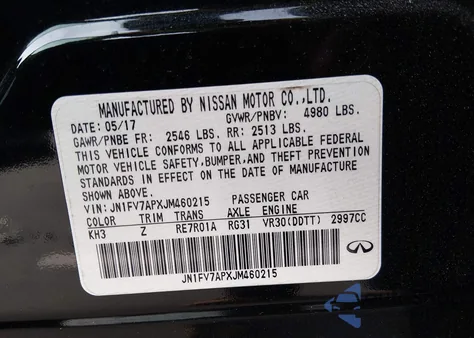 MANUFACTURED BY NISSAN MOTOR CO.,LTD.
DATE: 05/17 GVWR/PNBV: 4980 LBS.
GAWR/PNBE FR: 2546 LBS. RR: 2513 LBS.
THIS VEHICLE CONFORMS TO ALL APPLICABLE FEDERAL
MOTOR VEHICLE SAFETY, BUMPER, AND THEFT PREVENTION
STANDARDS IN EFFECT ON THE DATE OF MANUFACTURE
SHOWN ABOVE.
VIN: JN1FV7APXJM460215 PASSENGER CAR
COLOR TRIM TRANS AXLE ENGINE
KH3 Z RE7R01A RG31 VR30(DDTT) 2997CC
JN1FV7APXJM460215